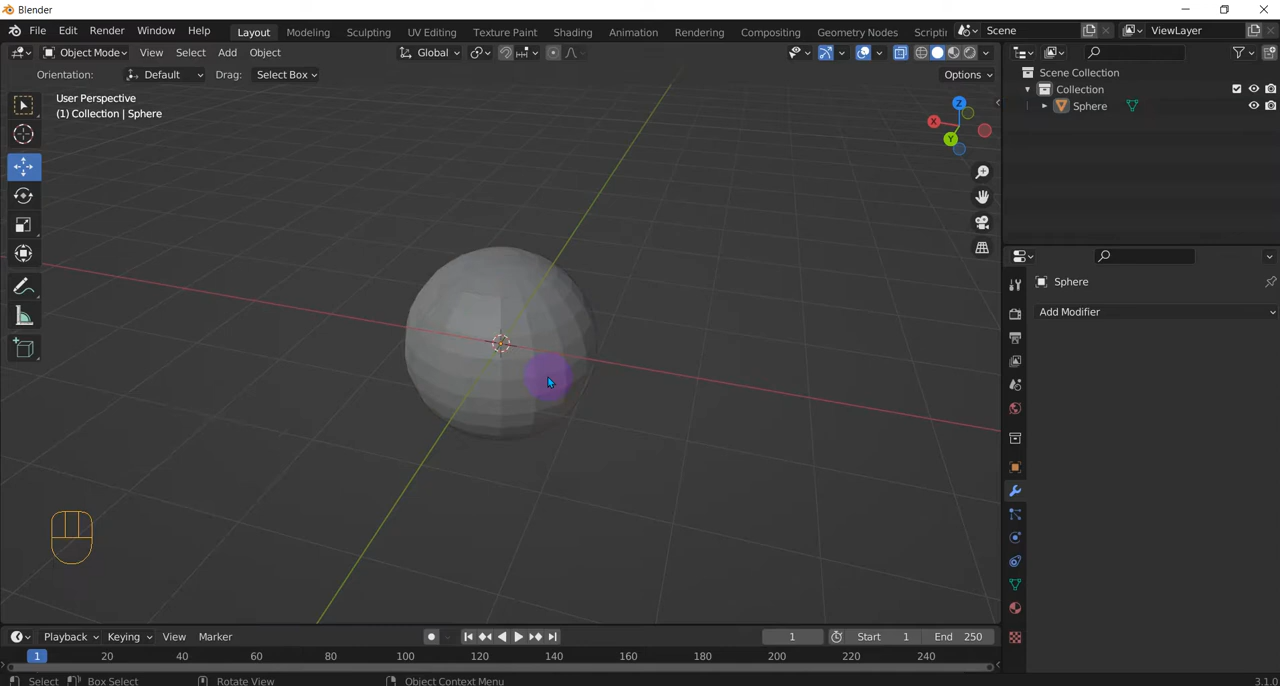 Blender
File Edit Render Window Help Layout Modeling Sculpting UV Editing Texture Paint Shading Animation Rendering Compositing Geometry Nodes Scriptin Scene ViewLayer
Object Mode View Select Add Object Global
Orientation: Default Drag: Select Box Options
User Perspective
(1) Collection | Sphere
Z
X
Y
Scene Collection
Collection
Sphere
Sphere
Add Modifier
Playback Keying View Marker 1 Start 1 End 250
1 20 40 60 80 100 120 140 160 180 200 220 240
Select Box Select Rotate View Object Context Menu 3.1.0